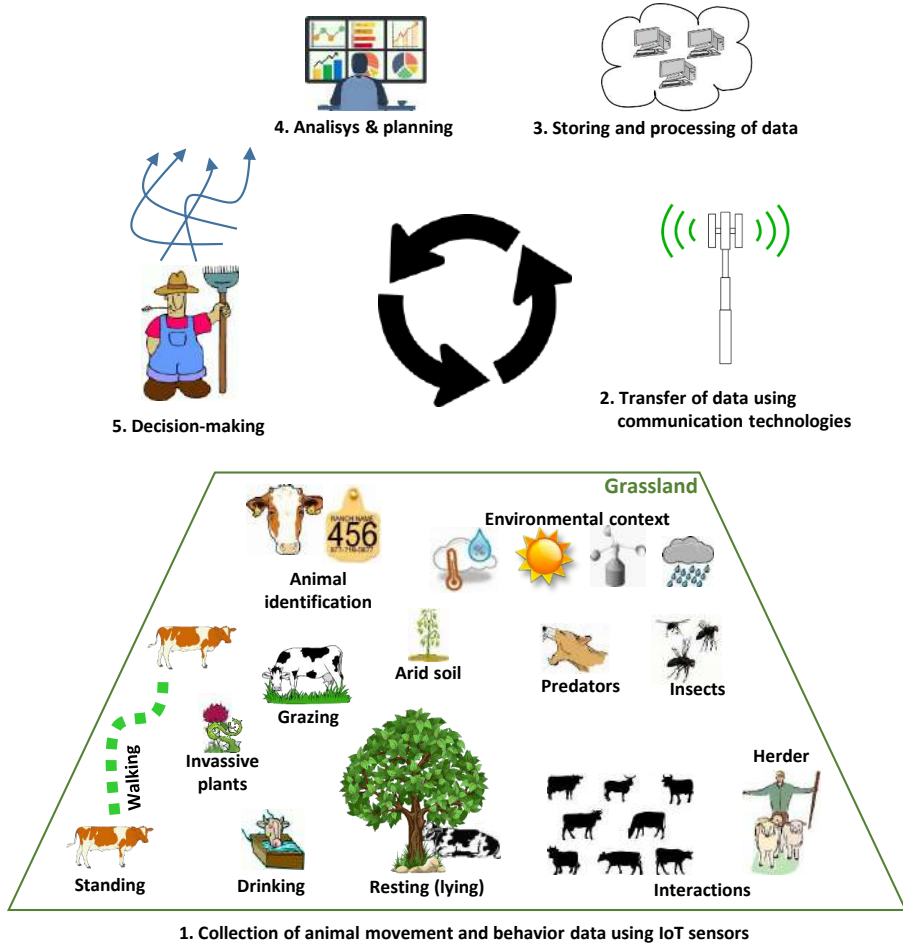 4. Analisys & planning
3. Storing and processing of data
2. Transfer of data using
communication technologies
5. Decision-making
Grassland
RANCH NAME
456
Environmental context
%
Animal
identification
Arid soil
Predators
Insects
Grazing
Invassive
plants
Walking
Herder
Standing
Drinking
Resting (lying)
Interactions
1. Collection of animal movement and behavior data using IoT sensors